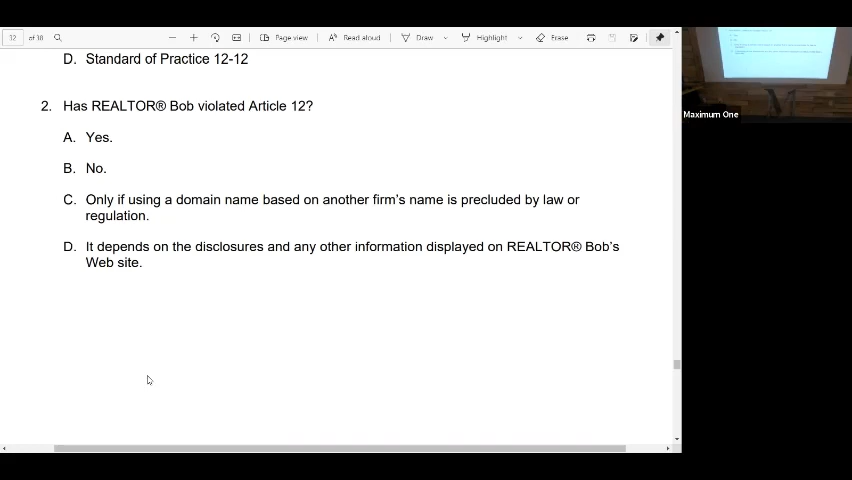 12 of 38 Page view Read aloud Draw Highlight Erase
D. Standard of Practice 12-12
2. Has REALTOR® Bob violated Article 12?
A. Yes.
B. No.
C. Only if using a domain name based on another firm's name is precluded by law or
regulation.
D. It depends on the disclosures and any other information displayed on REALTOR® Bob's
Web site.
Maximum One